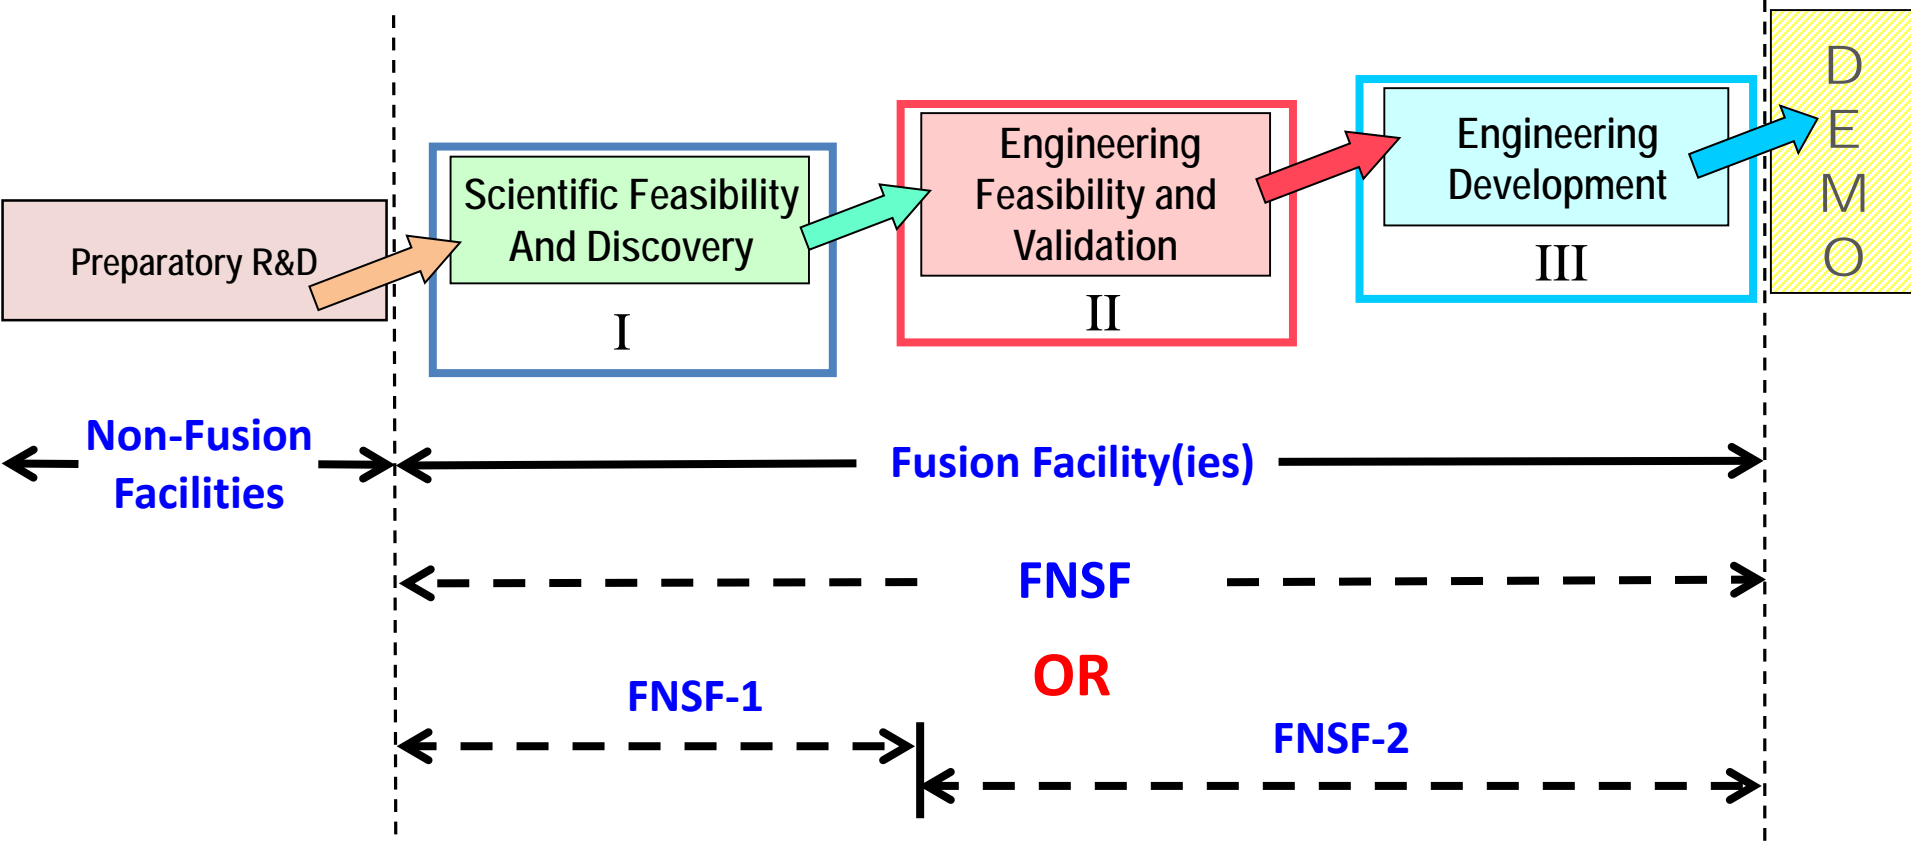 Preparatory R&D
Scientific Feasibility
And Discovery
I
Engineering
Feasibility and
Validation
II
Engineering
Development
III
D
E
M
O
Non-Fusion
Facilities
Fusion Facility(ies)
FNSF
OR
FNSF-1
FNSF-2